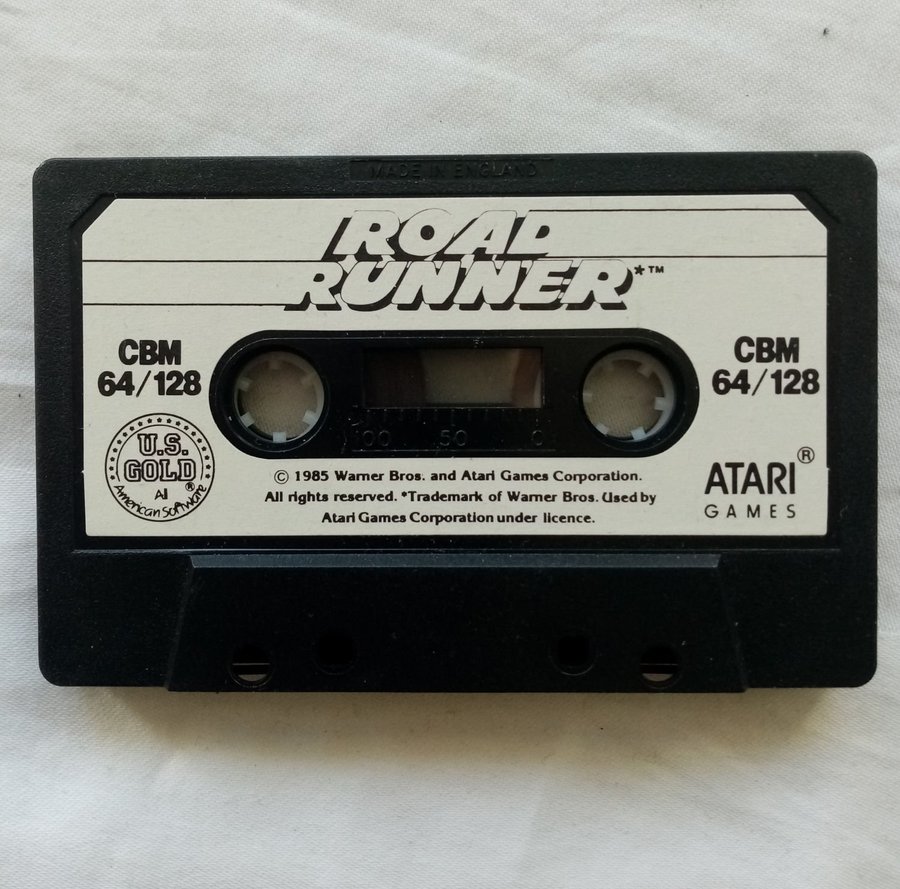 MADE IN ENGLAND
ROAD
RUNNER*™
CBM
64/128
CBM
64/128
100 50 0
U.S.
GOLD®
All
American Software
© 1985 Warner Bros. and Atari Games Corporation.
All rights reserved. *Trademark of Warner Bros. Used by
Atari Games Corporation under licence.
ATARI®
GAMES